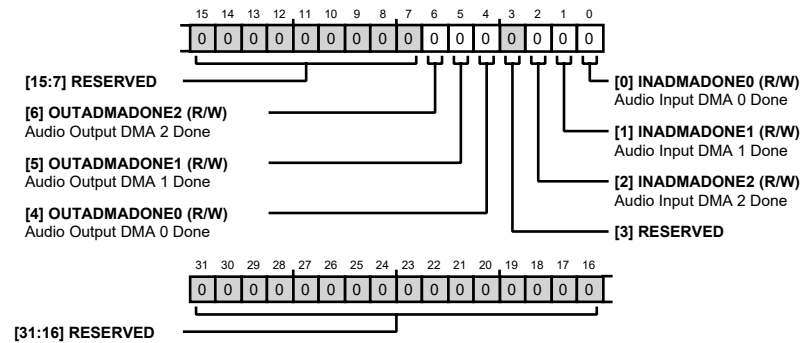 15 14 13 12 11 10 9 8 7 6 5 4 3 2 1 0
0 0 0 0 0 0 0 0 0 0 0 0 0 0 0 0
[15:7] RESERVED
[6] OUTADMADONE2 (R/W)
Audio Output DMA 2 Done
[5] OUTADMADONE1 (R/W)
Audio Output DMA 1 Done
[4] OUTADMADONE0 (R/W)
Audio Output DMA 0 Done
[0] INADMADONE0 (R/W)
Audio Input DMA 0 Done
[1] INADMADONE1 (R/W)
Audio Input DMA 1 Done
[2] INADMADONE2 (R/W)
Audio Input DMA 2 Done
[3] RESERVED
31 30 29 28 27 26 25 24 23 22 21 20 19 18 17 16
0 0 0 0 0 0 0 0 0 0 0 0 0 0 0 0
[31:16] RESERVED